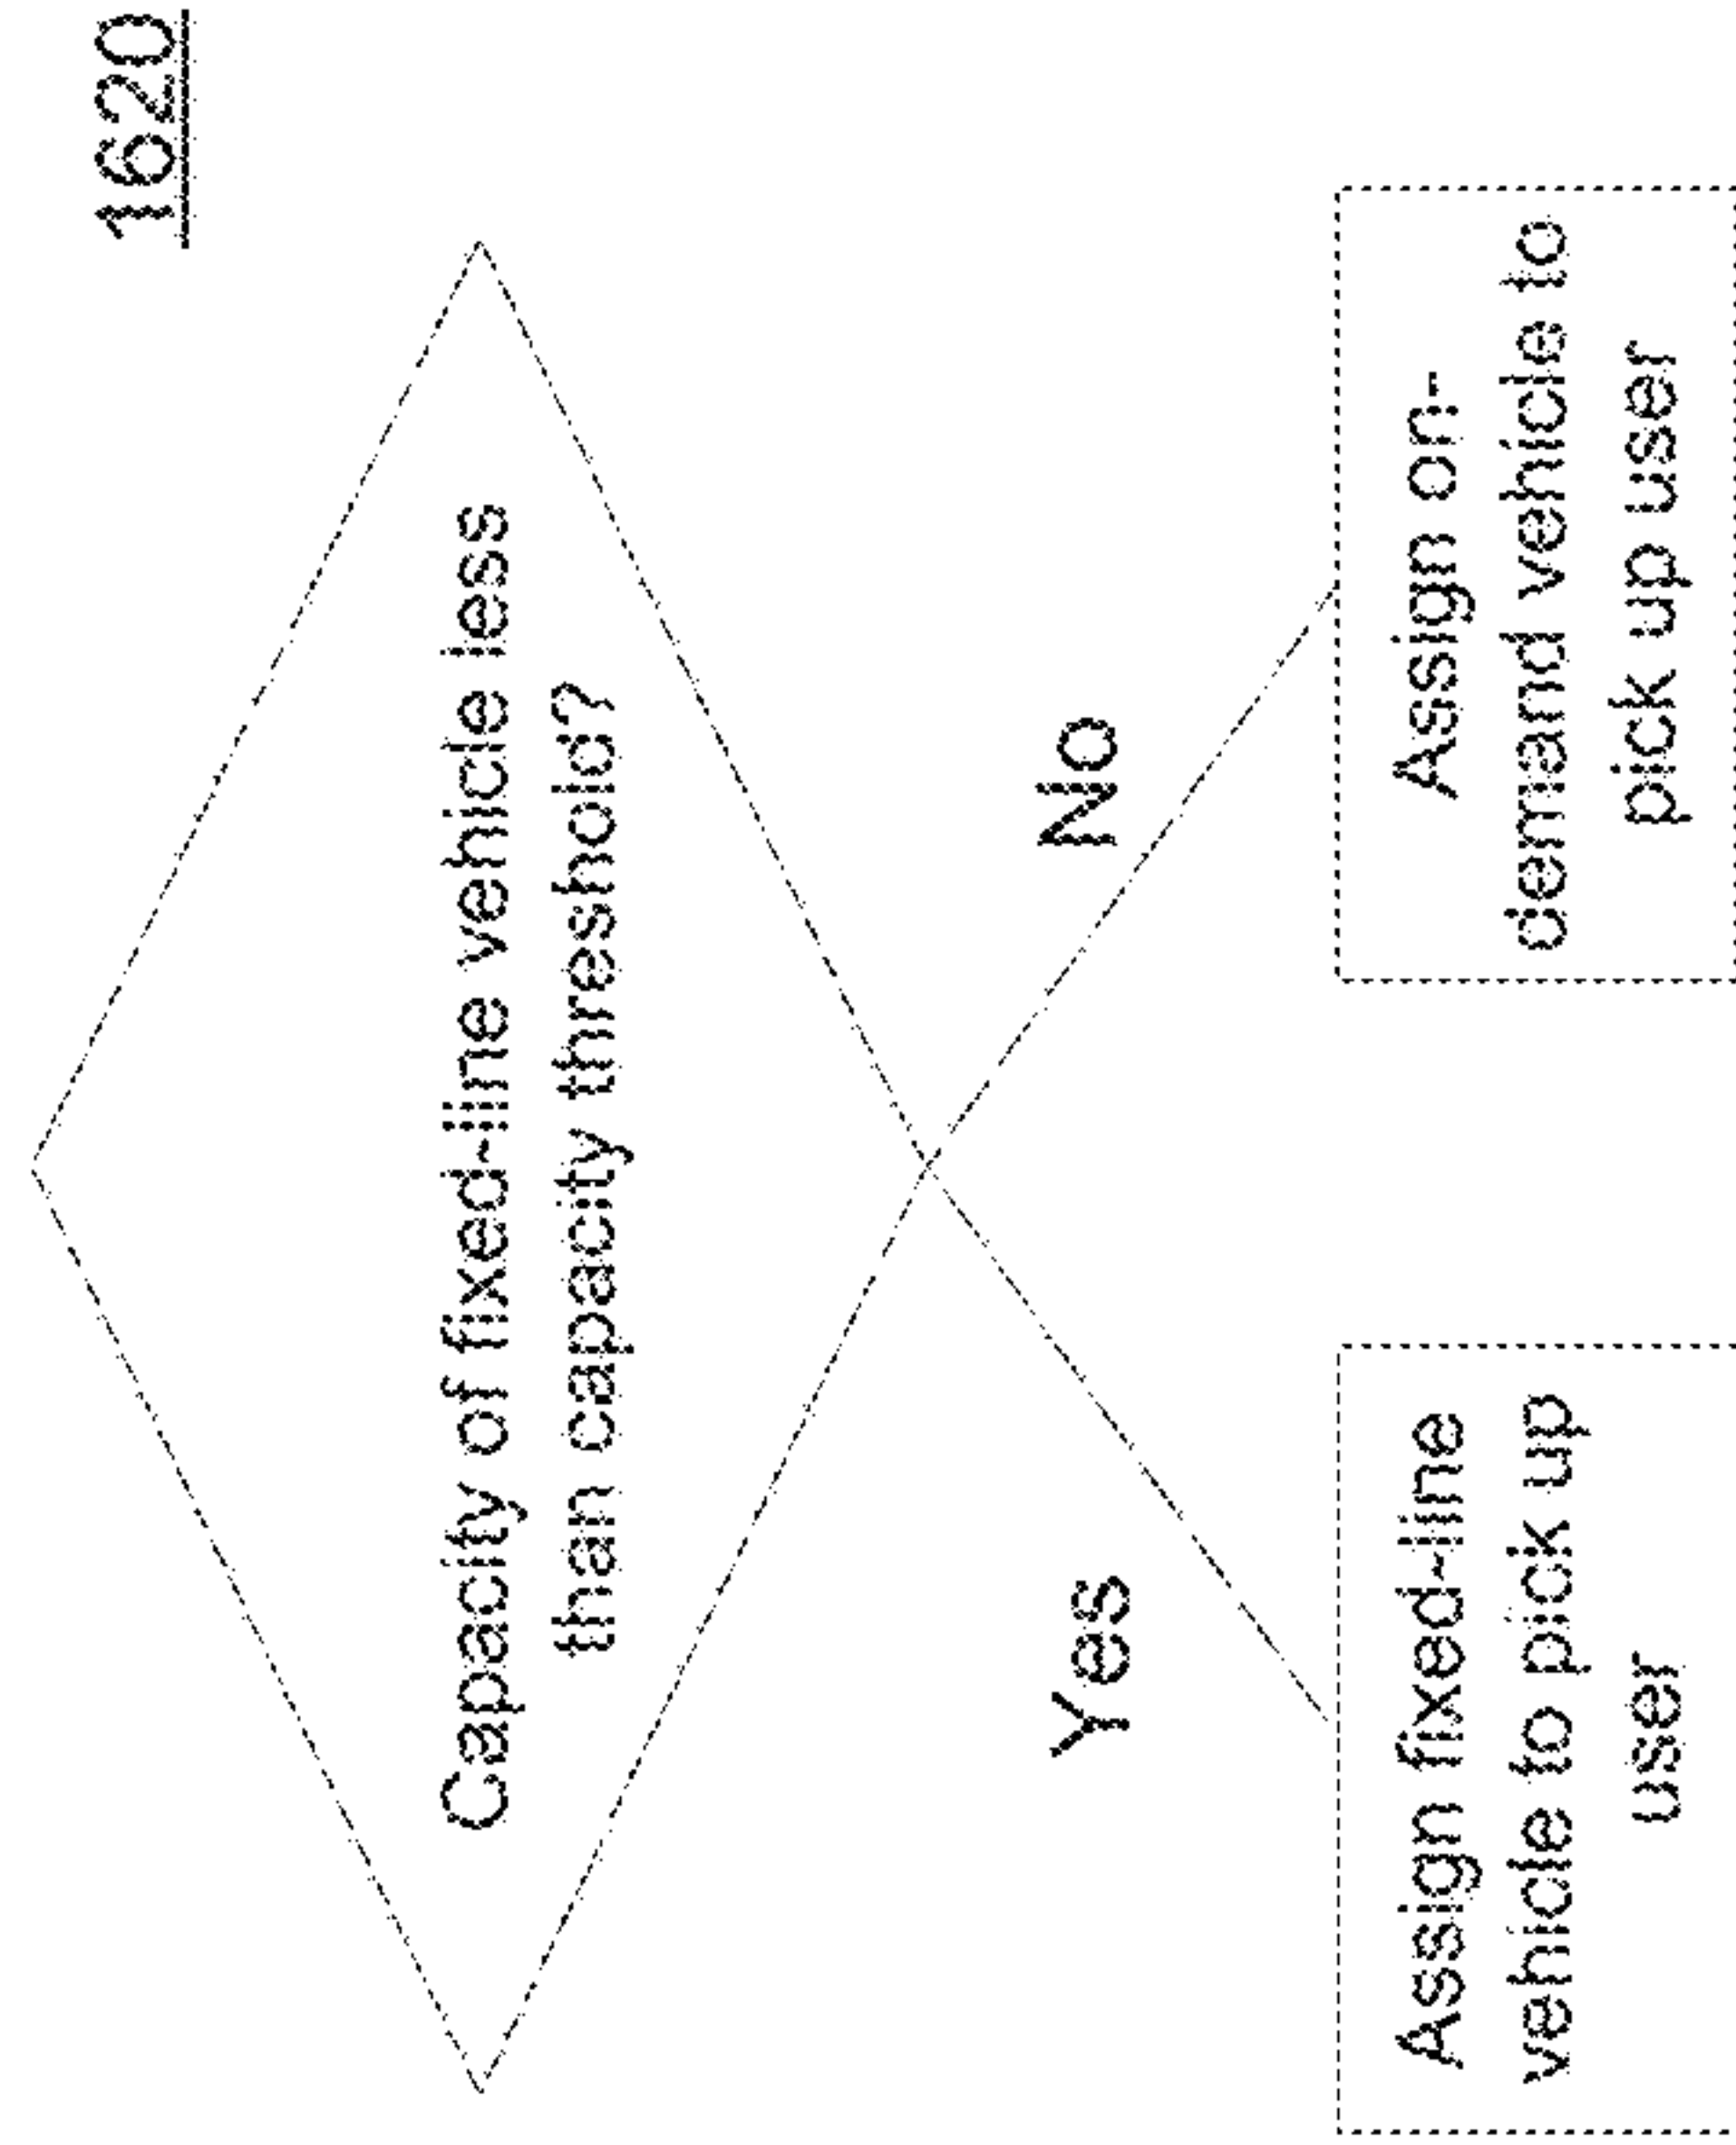 1620
Capacity of fixed-line vehicle less
than capacity threshold?
Yes
No
Assign fixed-line
vehicle to pick up
user
Assign on-
demand vehicle to
pick up user